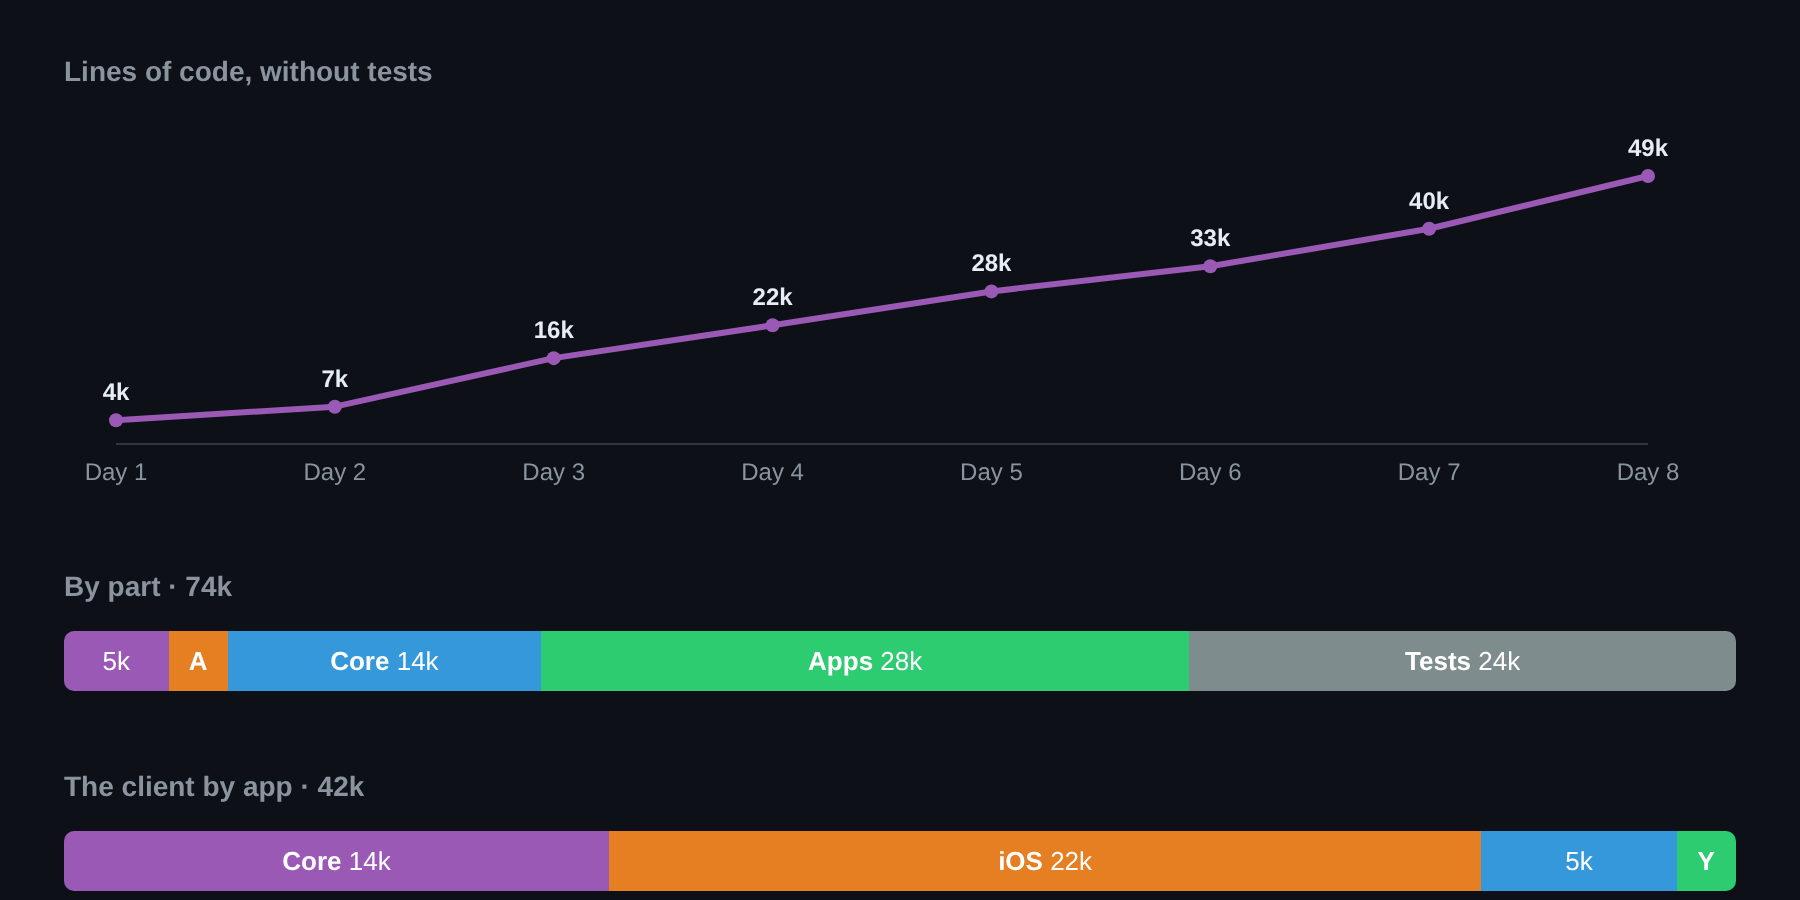 Lines of code, without tests
49k
40k
33k
28k
22k
16k
7k
4k
Day 1 Day 2 Day 3 Day 4 Day 5 Day 6 Day 7 Day 8
By part · 74k
5k A Core 14k Apps 28k Tests 24k
The client by app · 42k
Core 14k iOS 22k 5k Y